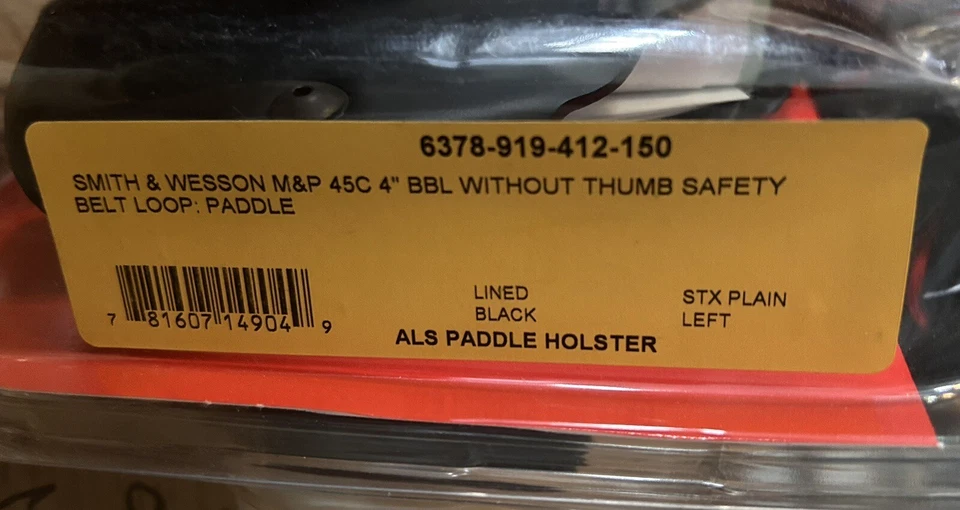 6378-919-412-150
SMITH & WESSON M&P 45C 4" BBL WITHOUT THUMB SAFETY
BELT LOOP: PADDLE
LINED
STX PLAIN
BLACK
LEFT
7 81607 14904 9
ALS PADDLE HOLSTER